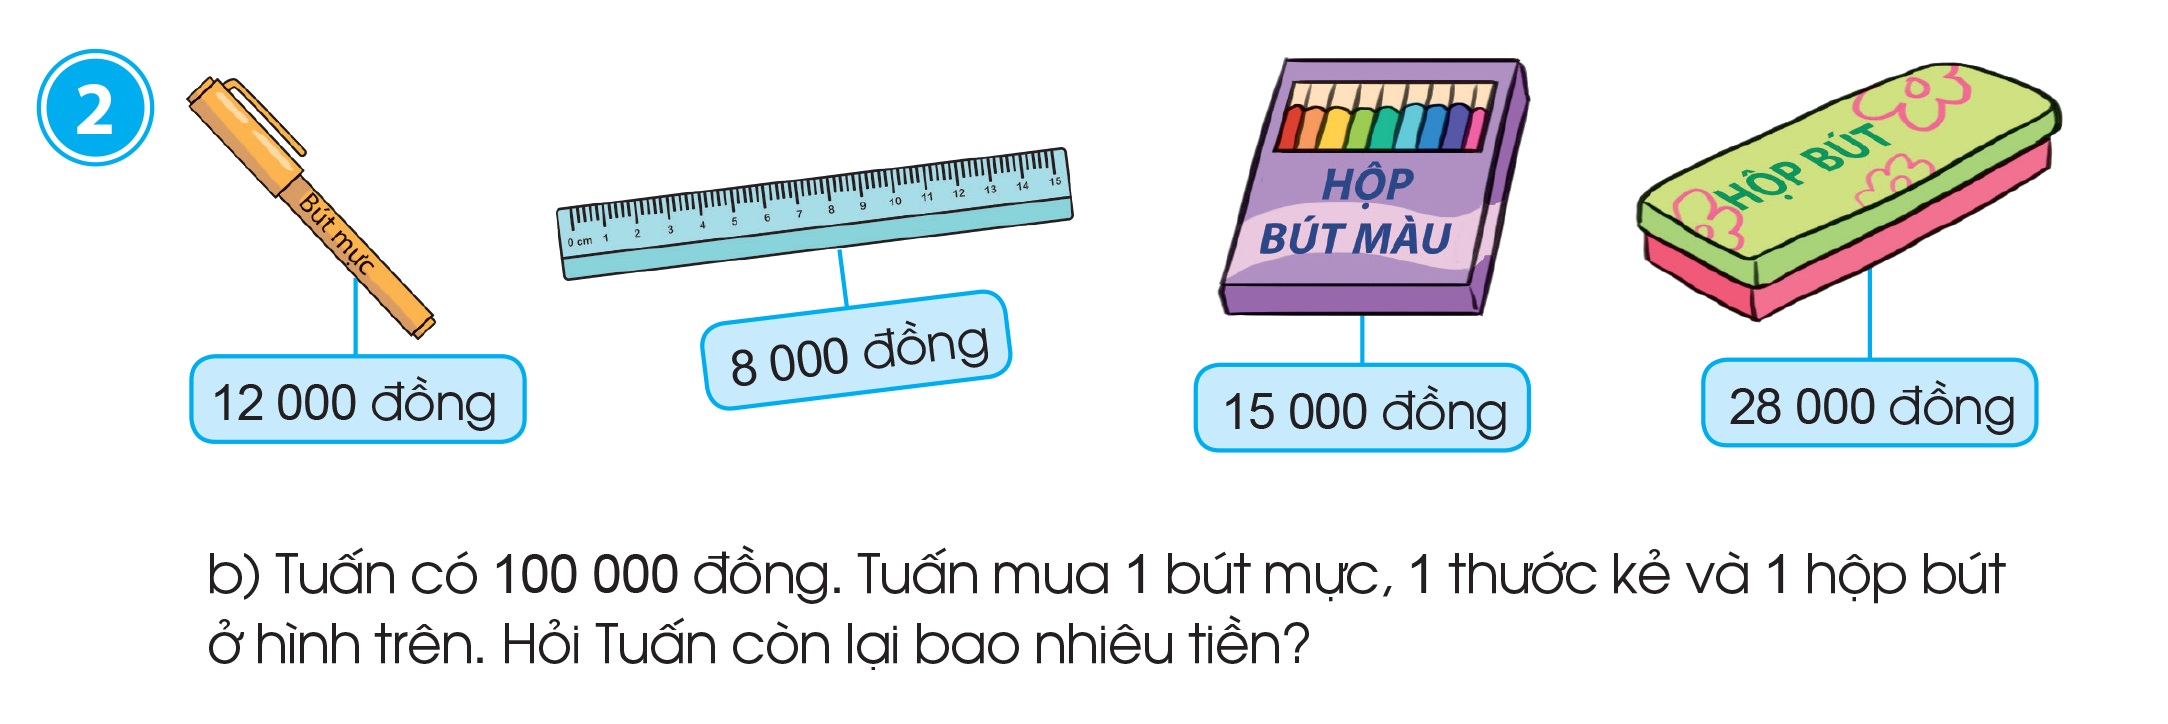 2
Bút mực
0 cm 1 2 3 4 5 6 7 8 9 10 11 12 13 14 15
HỘP
BÚT MÀU
HỘP BÚT
12 000 đồng
8 000 đồng
15 000 đồng
28 000 đồng
b) Tuấn có 100 000 đồng. Tuấn mua 1 bút mực, 1 thước kẻ và 1 hộp bút
ở hình trên. Hỏi Tuấn còn lại bao nhiêu tiền?